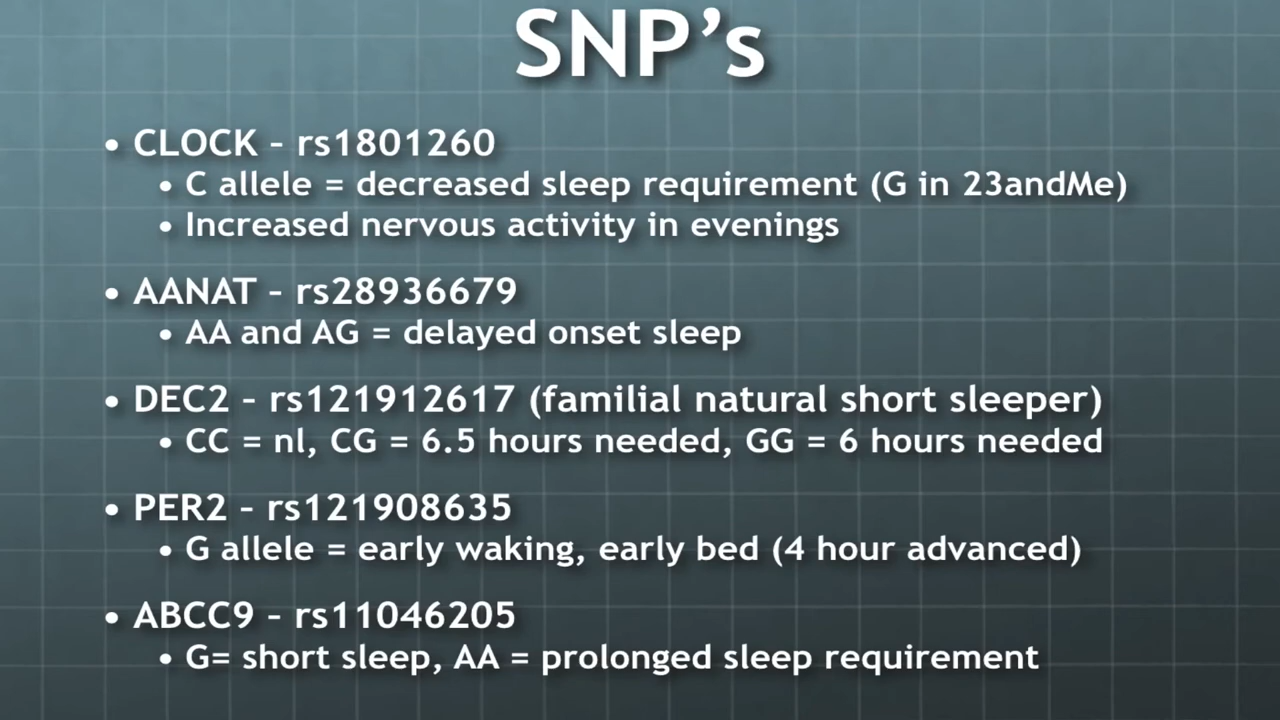 SNP’s
• CLOCK – rs1801260
• C allele = decreased sleep requirement (G in 23andMe)
• Increased nervous activity in evenings
• AANAT – rs28936679
• AA and AG = delayed onset sleep
• DEC2 – rs121912617 (familial natural short sleeper)
• CC = nl, CG = 6.5 hours needed, GG = 6 hours needed
• PER2 – rs121908635
• G allele = early waking, early bed (4 hour advanced)
• ABCC9 – rs11046205
• G= short sleep, AA = prolonged sleep requirement